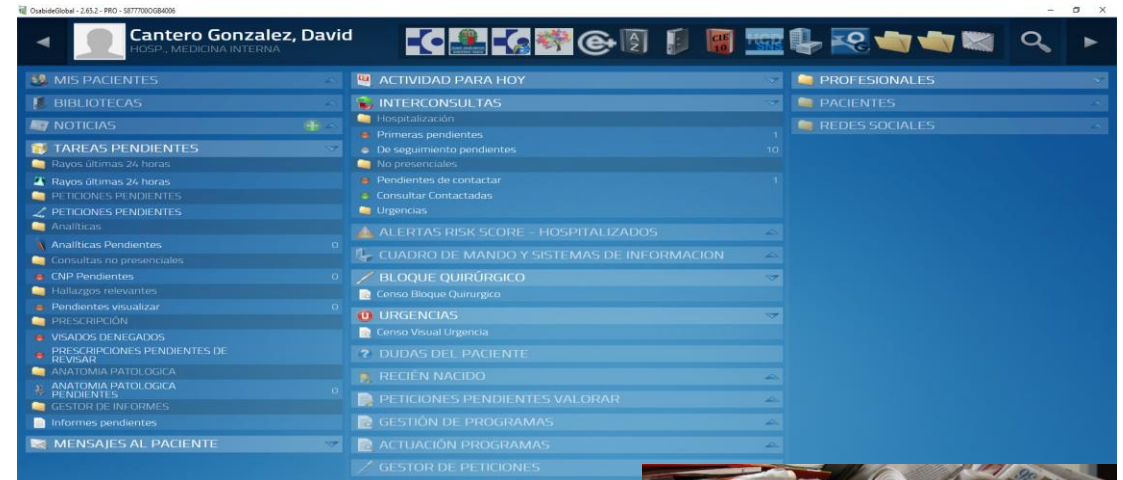 OsabideGlobal - 2.65.2 - PRO - S877700OGB4006
Cantero Gonzalez, David
HOSP., MEDICINA INTERNA
A
Z
CIE
10
HCD
SNS
MIS PACIENTES
BIBLIOTECAS
NOTICIAS
TAREAS PENDIENTES
Rayos últimas 24 horas
Rayos últimas 24 horas
PETICIONES PENDIENTES
PETICIONES PENDIENTES
Analíticas
Analíticas Pendientes 0
Consultas no presenciales
CNP Pendientes 0
Hallazgos relevantes
Pendientes visualizar 0
PRESCRIPCIÓN
VISADOS DENEGADOS
PRESCRIPCIONES PENDIENTES DE
REVISAR
ANATOMIA PATOLOGICA
ANATOMIA PATOLOGICA
PENDIENTES 0
GESTOR DE INFORMES
Informes pendientes
MENSAJES AL PACIENTE
ACTIVIDAD PARA HOY
INTERCONSULTAS
Hospitalización
Primeras pendientes 1
De seguimiento pendientes 10
No presenciales
Pendientes de contactar 1
Consultar Contactadas
Urgencias
ALERTAS RISK SCORE - HOSPITALIZADOS
CUADRO DE MANDO Y SISTEMAS DE INFORMACION
BLOQUE QUIRÚRGICO
Censo Bloque Quirurgico
URGENCIAS
Censo Visual Urgencia
DUDAS DEL PACIENTE
RECIÉN NACIDO
PETICIONES PENDIENTES VALORAR
GESTIÓN DE PROGRAMAS
ACTUACIÓN PROGRAMAS
GESTOR DE PETICIONES
PROFESIONALES
PACIENTES
REDES SOCIALES